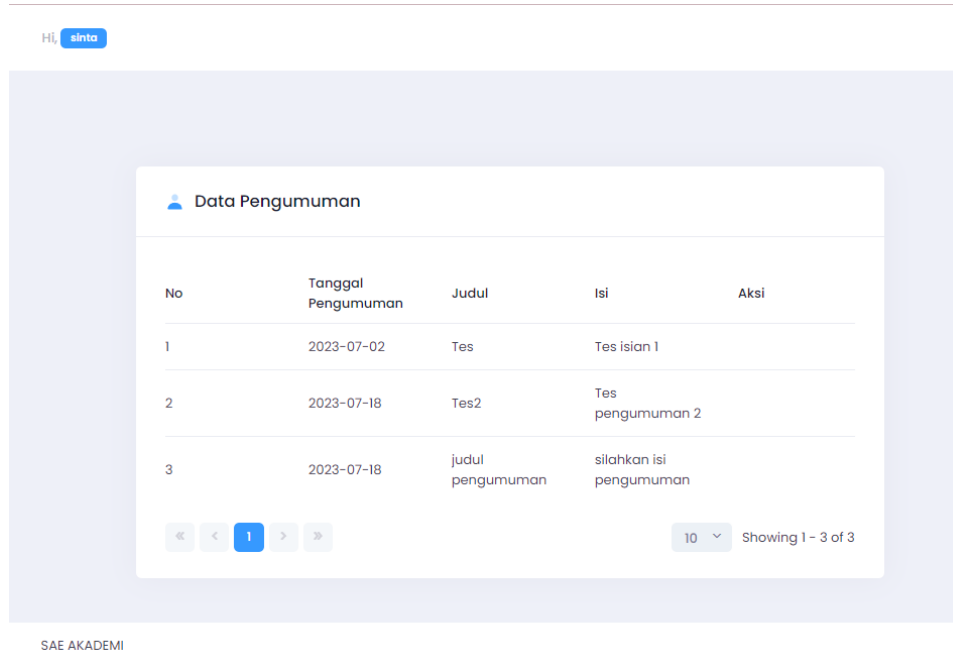 Hi, sinta
Data Pengumuman
No Tanggal Pengumuman Judul Isi Aksi
1 2023-07-02 Tes Tes isian 1
2 2023-07-18 Tes2 Tes pengumuman 2
3 2023-07-18 judul pengumuman silahkan isi pengumuman
« < 1 > »
10 Showing 1 - 3 of 3
SAE AKADEMI